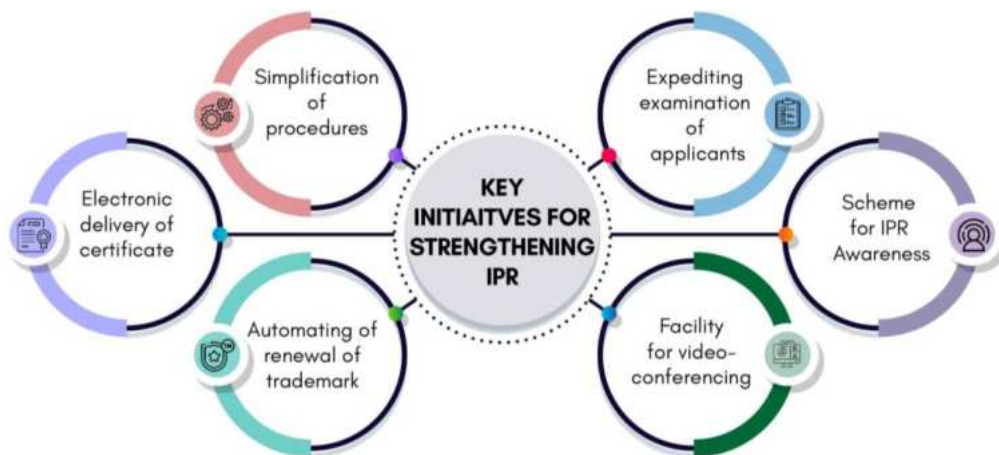 Simplification
of
procedures
Expediting
examination
of
applicants
Electronic
delivery of
certificate
KEY
INITIAITVES FOR
STRENGTHENING
IPR
Scheme
for IPR
Awareness
Automating of
renewal of
trademark
Facility
for video-
conferencing